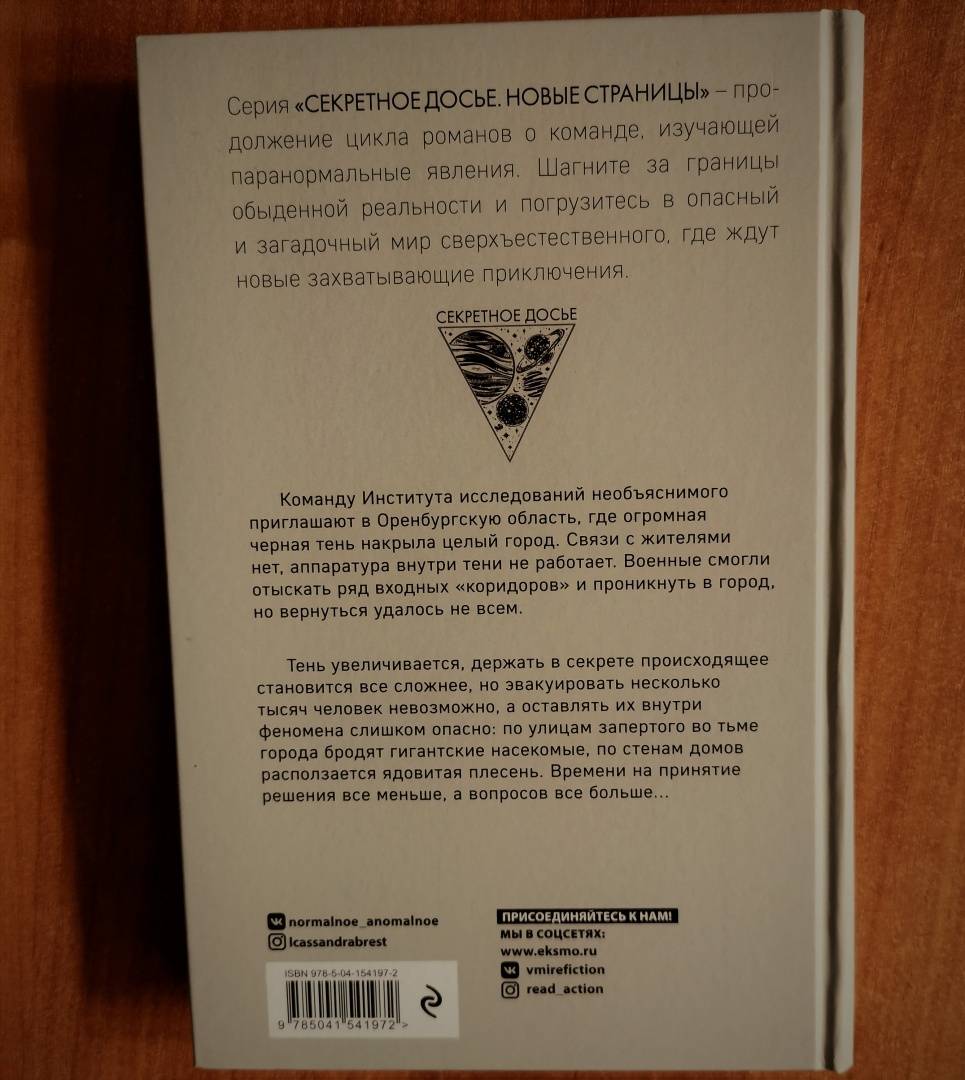 Серия «СЕКРЕТНОЕ ДОСЬЕ. НОВЫЕ СТРАНИЦЫ» – про-
должение цикла романов о команде, изучающей
паранормальные явления. Шагните за границы
обыденной реальности и погрузитесь в опасный
и загадочный мир сверхъестественного, где ждут
новые захватывающие приключения.
СЕКРЕТНОЕ ДОСЬЕ
Команду Института исследований необъяснимого
приглашают в Оренбургскую область, где огромная
черная тень накрыла целый город. Связи с жителями
нет, аппаратура внутри тени не работает. Военные смогли
отыскать ряд входных «коридоров» и проникнуть в город,
но вернуться удалось не всем.
Тень увеличивается, держать в секрете происходящее
становится все сложнее, но эвакуировать несколько
тысяч человек невозможно, а оставлять их внутри
феномена слишком опасно: по улицам запертого во тьме
города бродят гигантские насекомые, по стенам домов
расползается ядовитая плесень. Времени на принятие
решения все меньше, а вопросов все больше...
normalnoe_anomalnoe
lcassandrabrest
ПРИСОЕДИНЯЙТЕСЬ К НАМ!
МЫ В СОЦСЕТЯХ:
www.eksmo.ru
vmirefiction
read_action
ISBN 978-5-04-154197-2
9 785041 541972 >